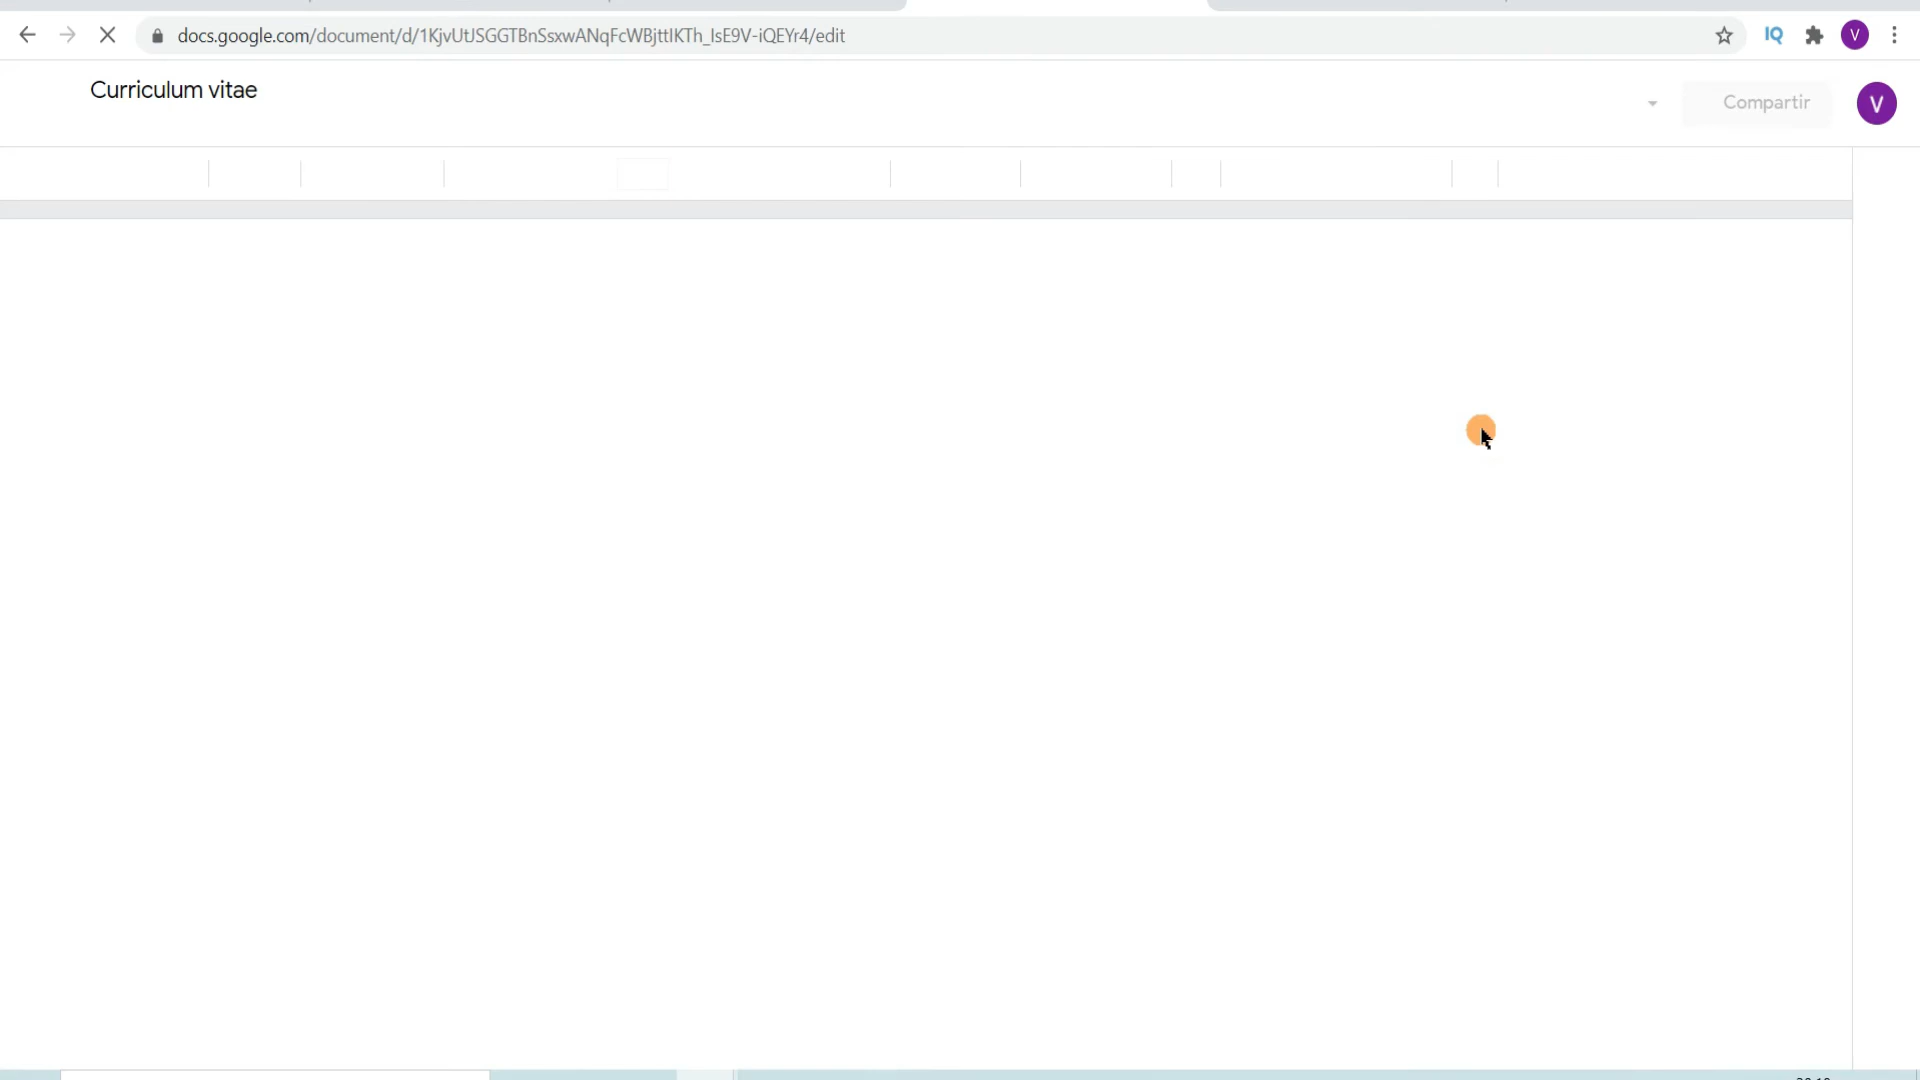 docs.google.com/document/d/1KjvUtJSGGTBnSsxwANqFcWBjttIKTh_IsE9V-iQEYr4/edit
IQ
V
Curriculum vitae
Compartir
V